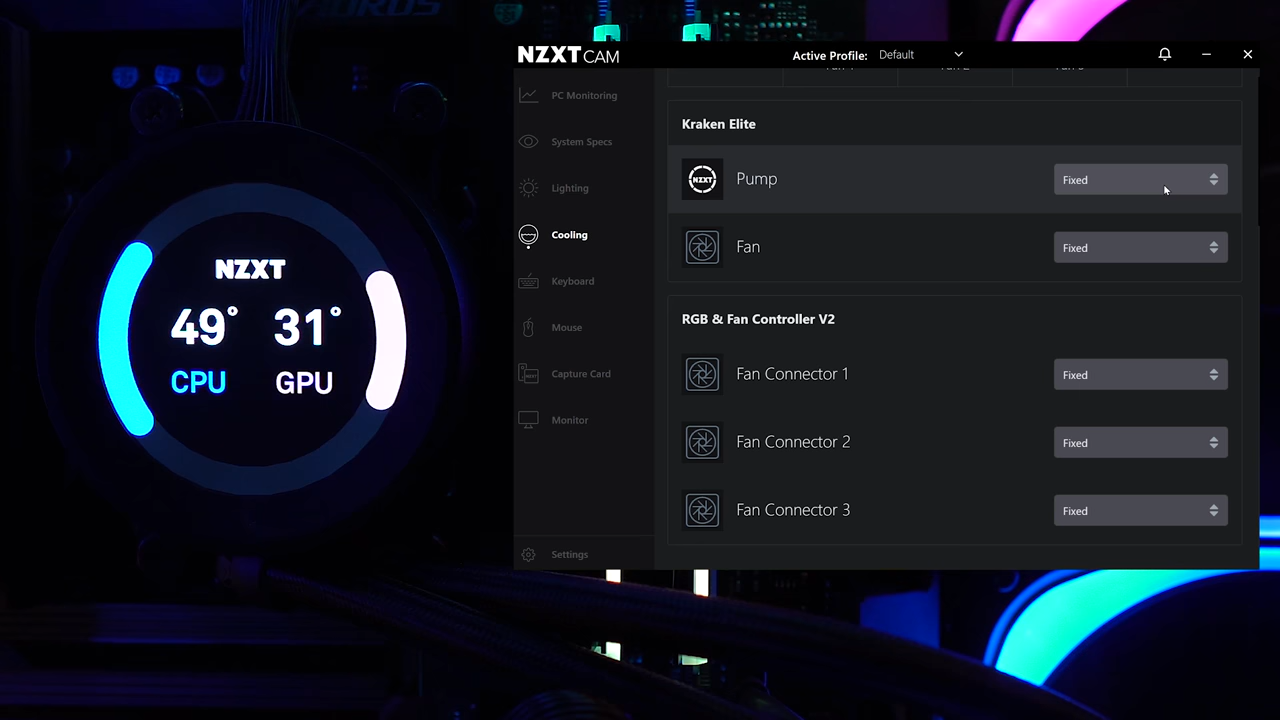 AORUS
NZXT CAM
Active Profile: Default
PC Monitoring
System Specs
Lighting
Cooling
Keyboard
Mouse
Capture Card
Monitor
Settings
Kraken Elite
NZXT
Pump
Fixed
Fan
Fixed
RGB & Fan Controller V2
Fan Connector 1
Fixed
Fan Connector 2
Fixed
Fan Connector 3
Fixed
NZXT
49° 31°
CPU GPU